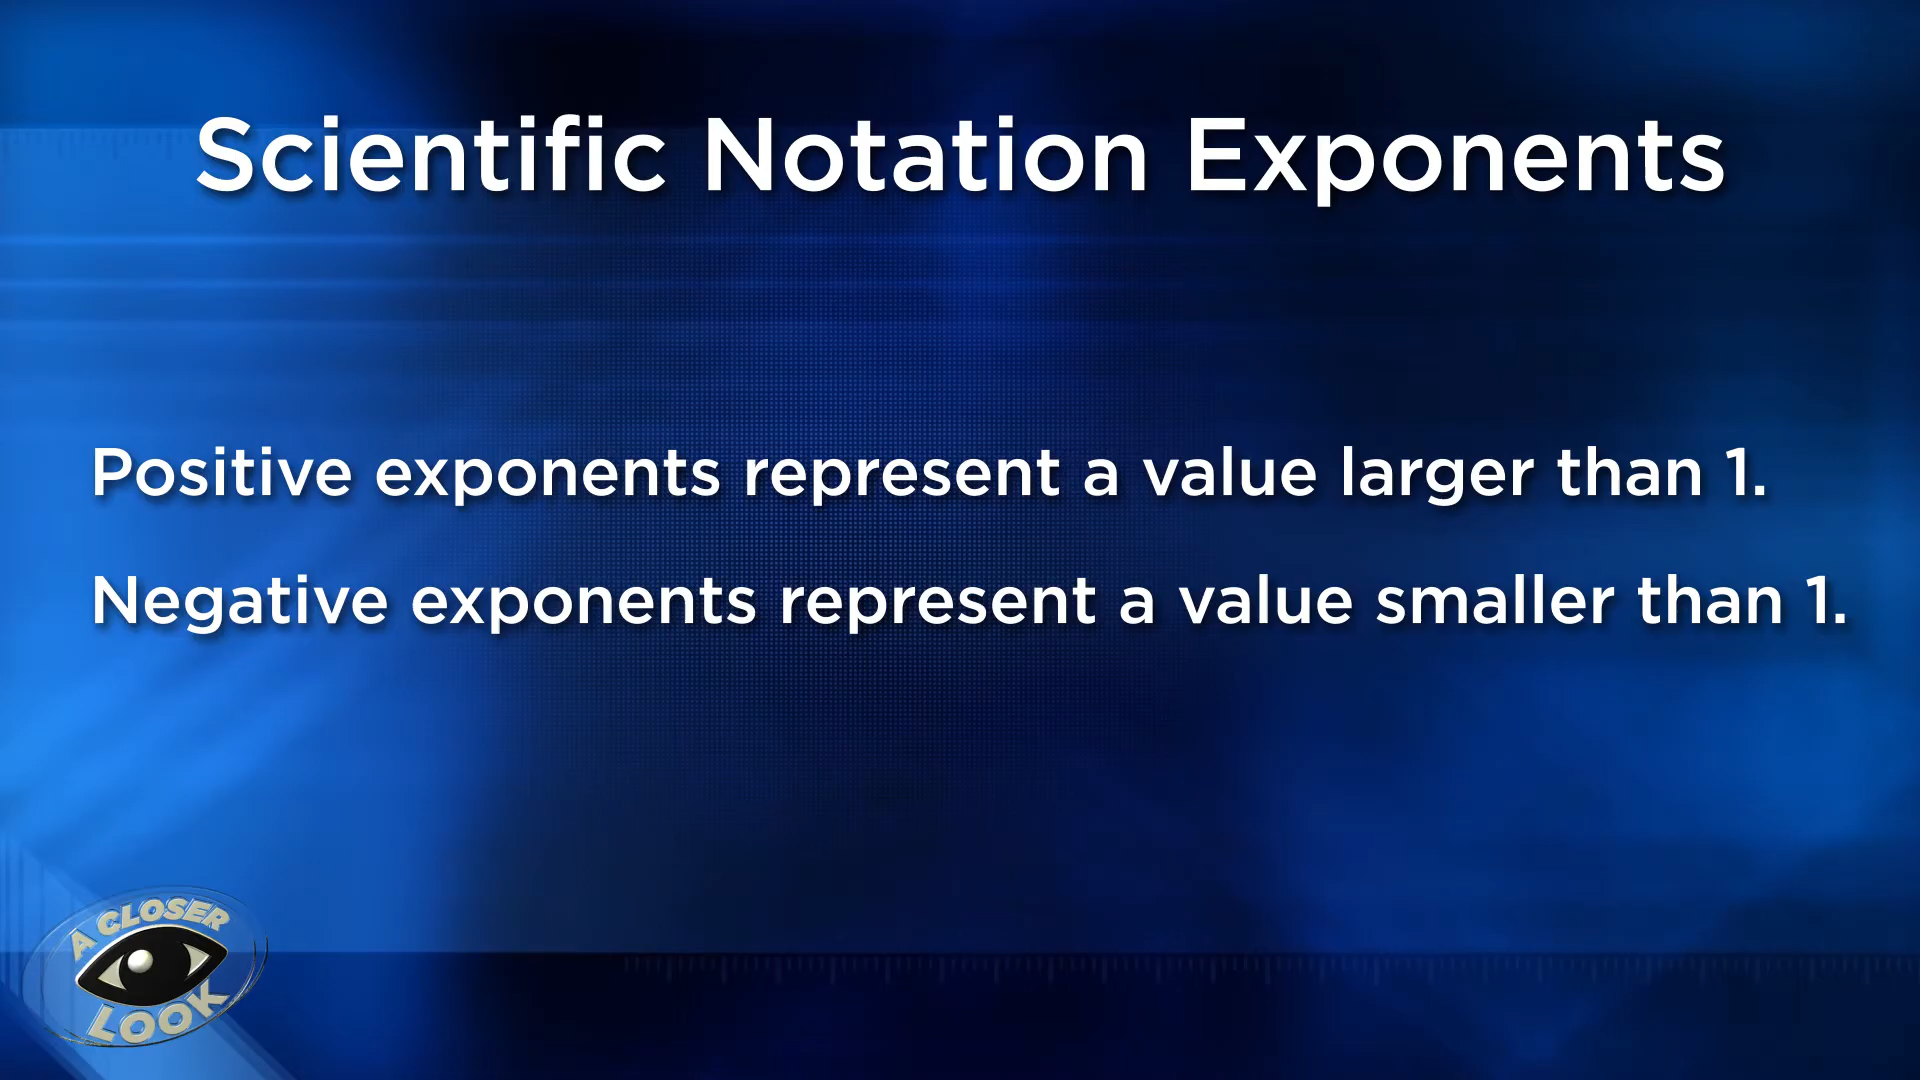 Scientific Notation Exponents
Positive exponents represent a value larger than 1.
Negative exponents represent a value smaller than 1.
A CLOSER
LOOK